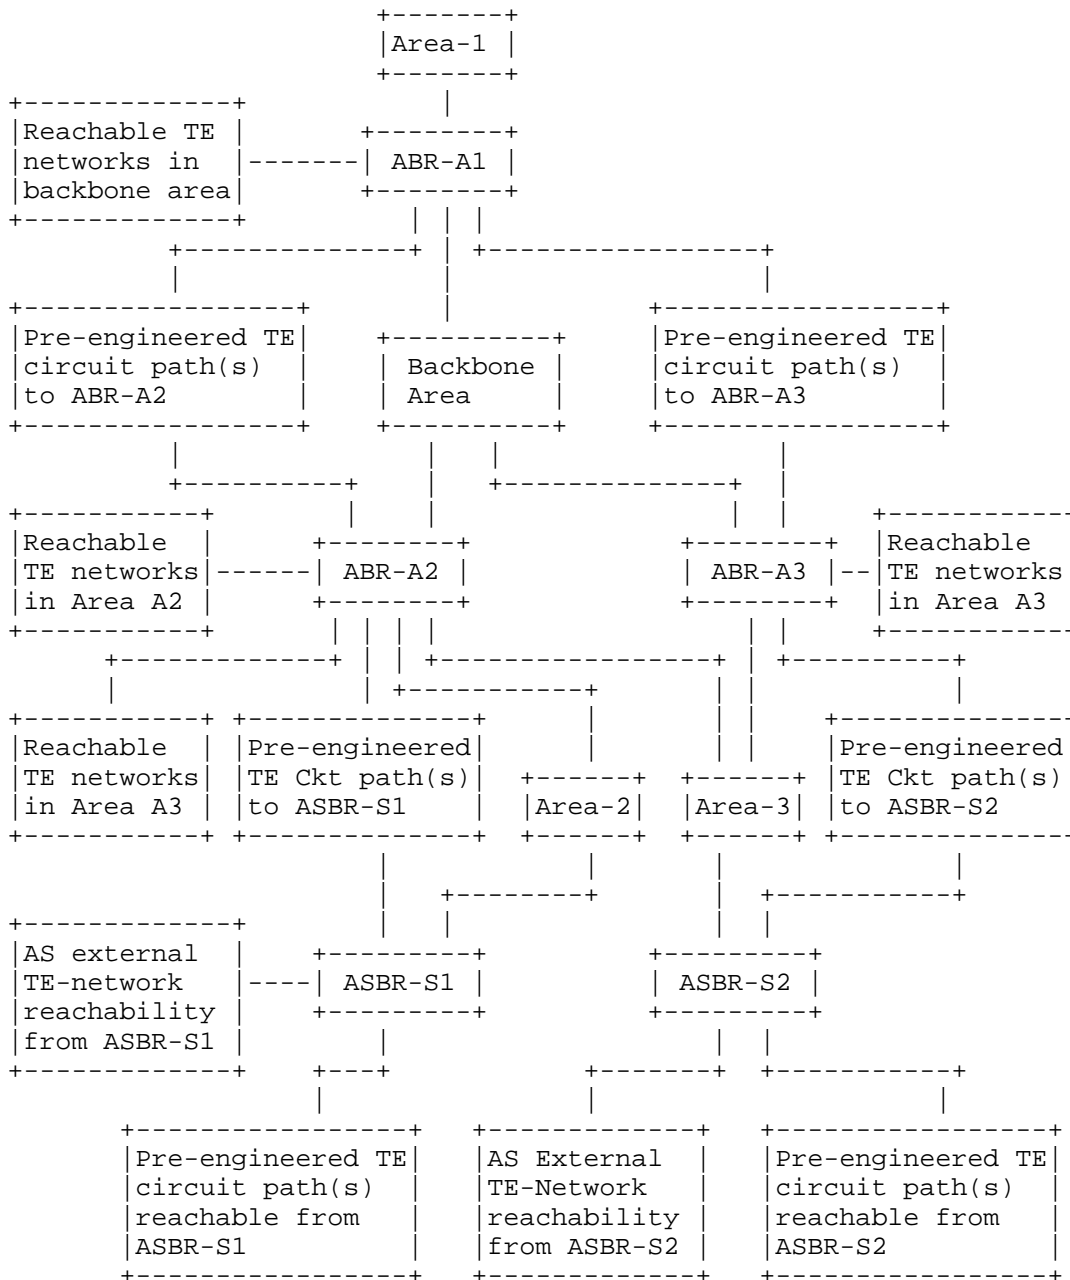 Area-1
Reachable TE
networks in
backbone area
ABR-A1
Pre-engineered TE
circuit path(s)
to ABR-A2
Backbone
Area
Pre-engineered TE
circuit path(s)
to ABR-A3
Reachable
TE networks
in Area A2
ABR-A2
ABR-A3
Reachable
TE networks
in Area A3
Reachable
TE networks
in Area A3
Pre-engineered
TE Ckt path(s)
to ASBR-S1
Area-2
Area-3
Pre-engineered
TE Ckt path(s)
to ASBR-S2
AS external
TE-network
reachability
from ASBR-S1
ASBR-S1
ASBR-S2
Pre-engineered TE
circuit path(s)
reachable from
ASBR-S1
AS External
TE-Network
reachability
from ASBR-S2
Pre-engineered TE
circuit path(s)
reachable from
ASBR-S2